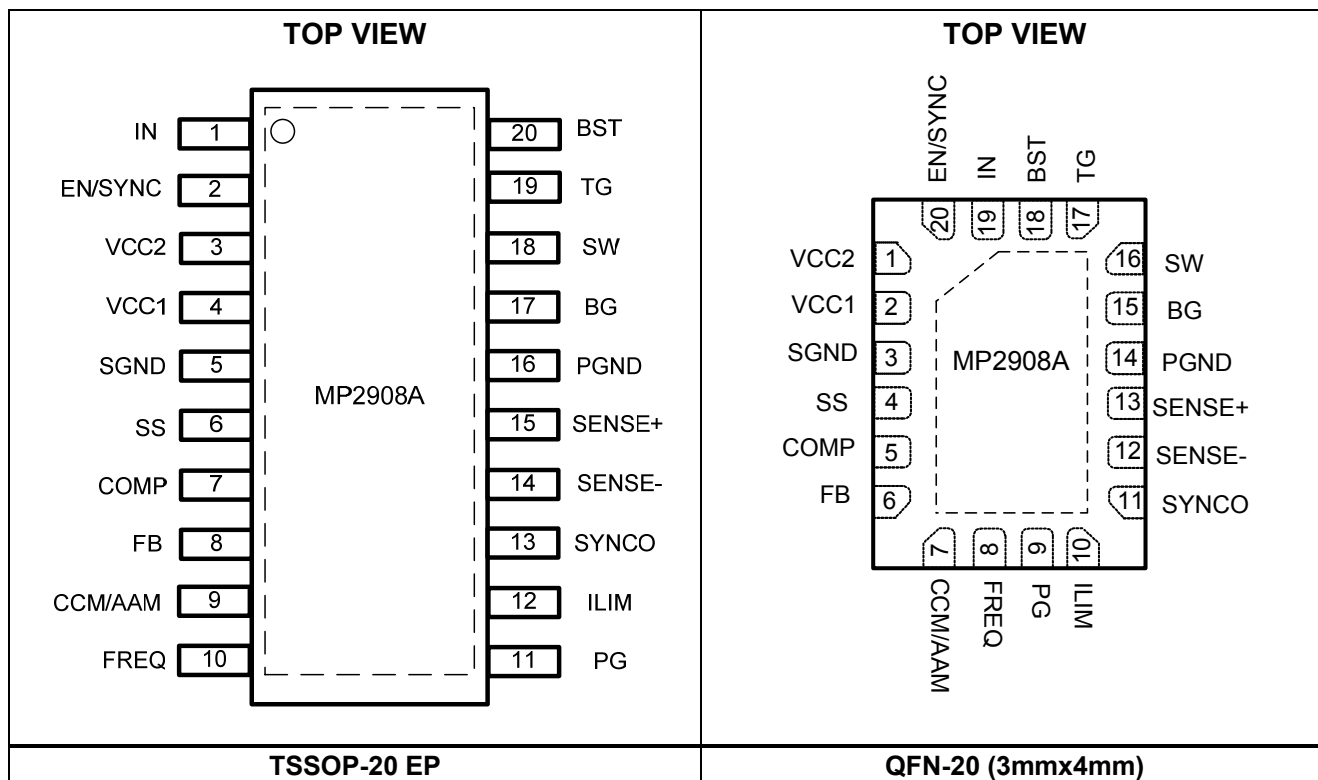 TOP VIEW
IN 1
EN/SYNC 2
VCC2 3
VCC1 4
SGND 5
SS 6
COMP 7
FB 8
CCM/AAM 9
FREQ 10
MP2908A
20 BST
19 TG
18 SW
17 BG
16 PGND
15 SENSE+
14 SENSE-
13 SYNCO
12 ILIM
11 PG
TSSOP-20 EP
TOP VIEW
EN/SYNC
IN
BST
TG
20
19
18
17
VCC2 1
VCC1 2
SGND 3
SS 4
COMP 5
FB 6
MP2908A
16 SW
15 BG
14 PGND
13 SENSE+
12 SENSE-
11 SYNCO
7
8
9
10
CCM/AAM
FREQ
PG
ILIM
QFN-20 (3mmx4mm)